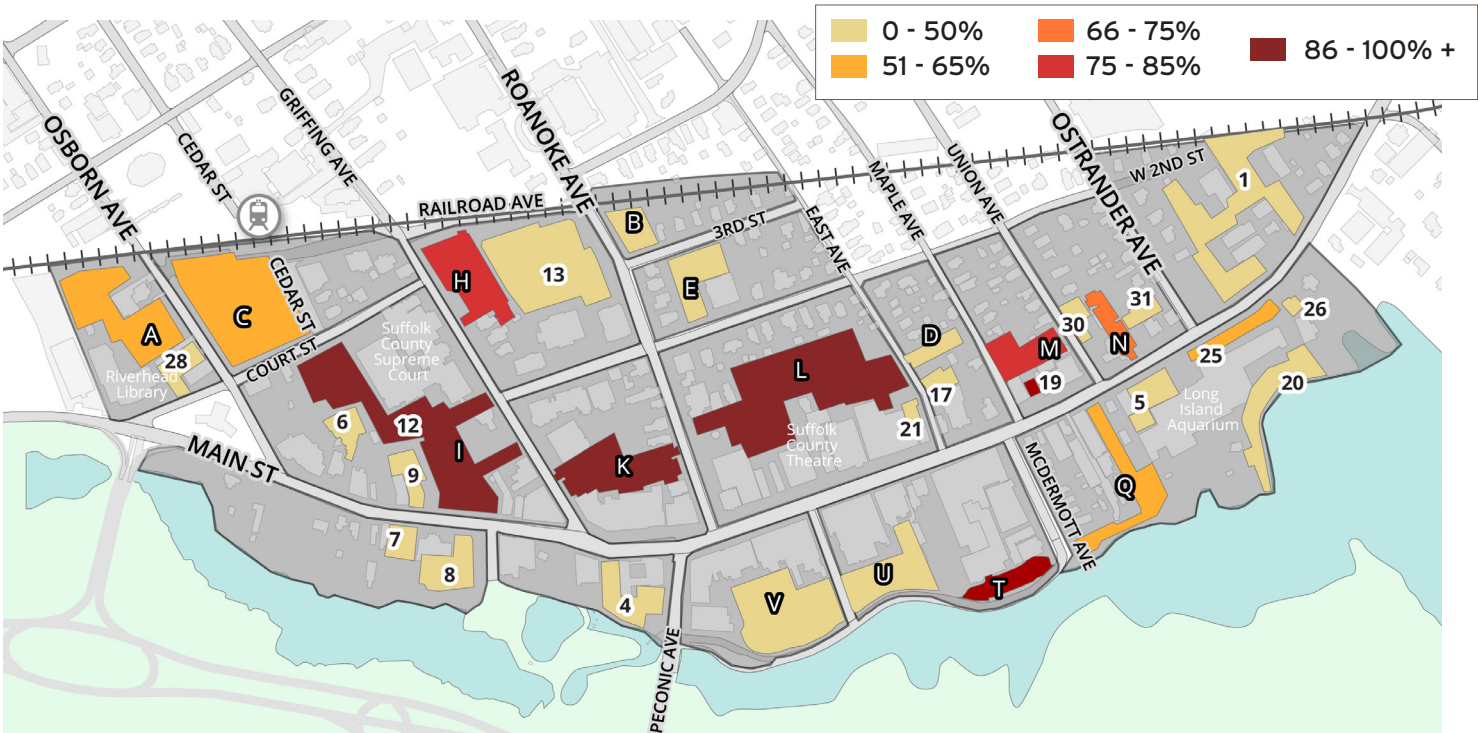 0 - 50%
51 - 65%
66 - 75%
75 - 85%
86 - 100% +
OSBORN AVE
CEDAR ST
GRIFFING AVE
ROANOKE AVE
RAILROAD AVE
3RD ST
EAST AVE
MAPLE AVE
UNION AVE
OSTRANDER AVE
W 2ND ST
1
B
H
13
E
A
C
CEDAR ST
28
Riverhead
Library
COURT ST
Suffolk
County
Supreme
Court
D
31
30
N
26
M
25
19
L
17
21
Suffolk
County
Theatre
5
Long
Island
Aquarium
20
6
12
I
9
K
MAIN ST
MCDERMOTT AVE
Q
7
8
4
V
U
T
PECONIC AVE